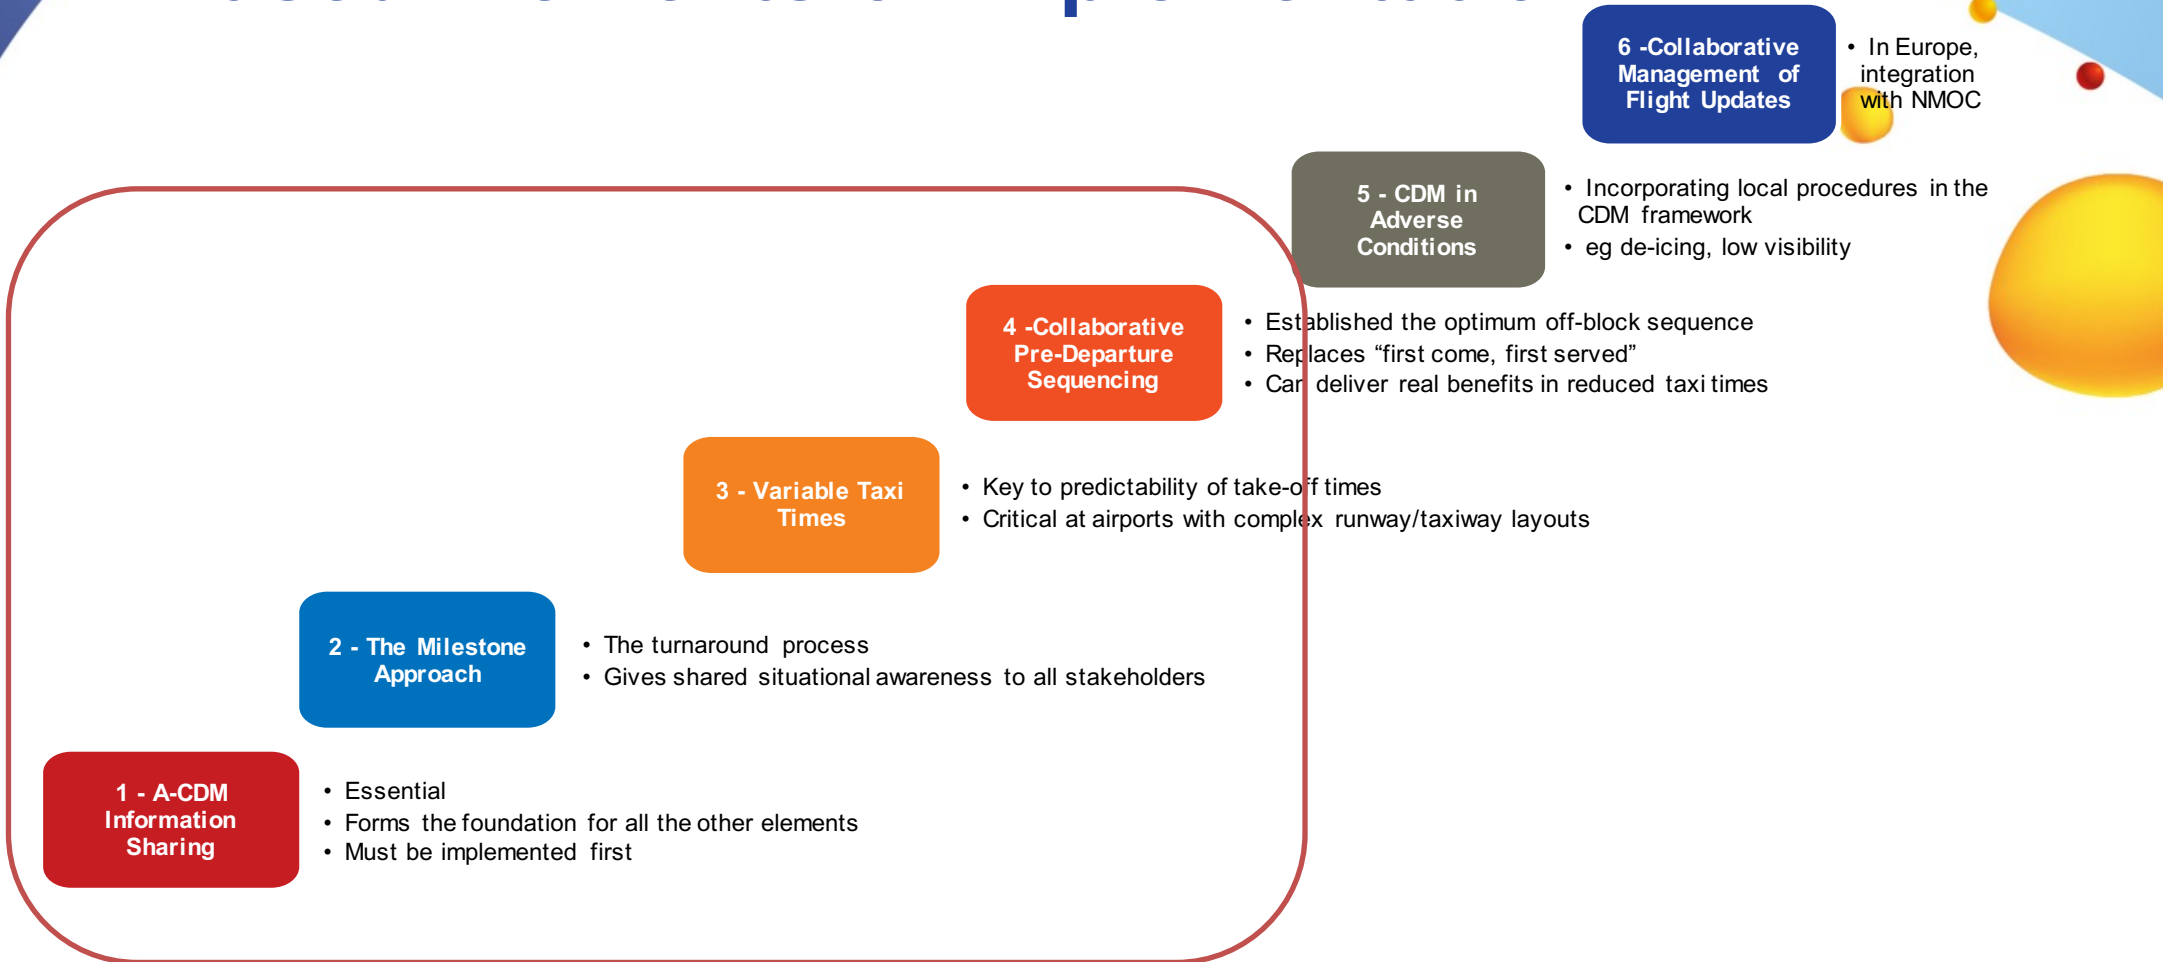 6 -Collaborative
Management of
Flight Updates
• In Europe,
integration
with NMOC
5 - CDM in
Adverse
Conditions
• Incorporating local procedures in the
CDM framework
• eg de-icing, low visibility
4 -Collaborative
Pre-Departure
Sequencing
• Established the optimum off-block sequence
• Replaces “first come, first served”
• Can deliver real benefits in reduced taxi times
3 - Variable Taxi
Times
• Key to predictability of take-off times
• Critical at airports with complex runway/taxiway layouts
2 - The Milestone
Approach
• The turnaround process
• Gives shared situational awareness to all stakeholders
1 - A-CDM
Information
Sharing
• Essential
• Forms the foundation for all the other elements
• Must be implemented first